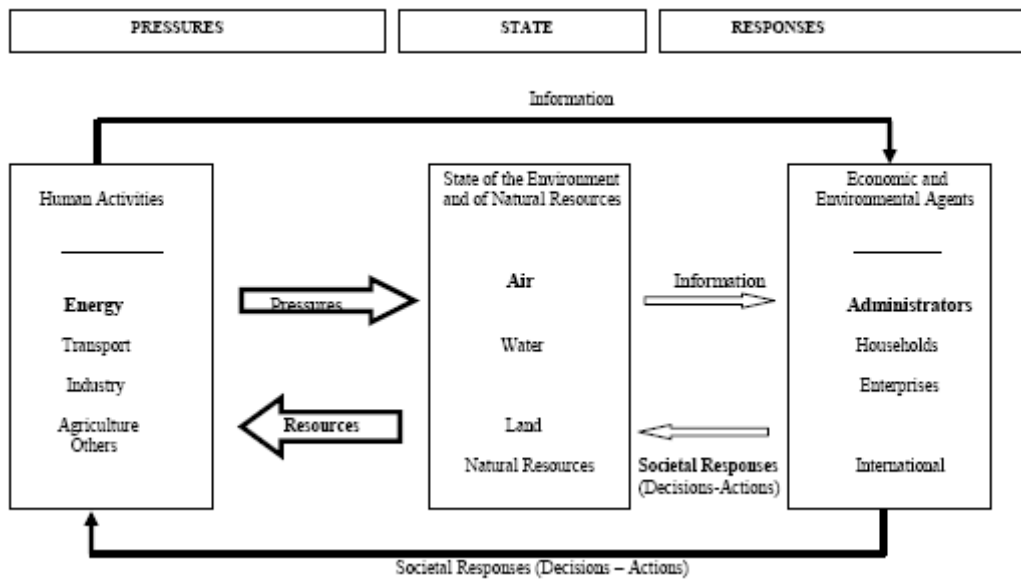 PRESSURES
STATE
RESPONSES
Information
Human Activities
Energy
Transport
Industry
Agriculture
Others
Pressures
Resources
State of the Environment
and of Natural Resources
Air
Water
Land
Natural Resources
Information
Societal Responses
(Decisions-Actions)
Economic and
Environmental Agents
Administrators
Households
Enterprises
International
Societal Responses (Decisions – Actions)